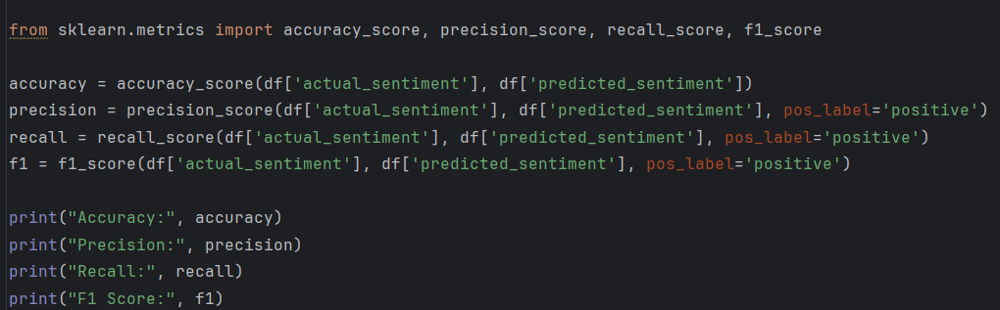 from sklearn.metrics import accuracy_score, precision_score, recall_score, f1_score
accuracy = accuracy_score(df['actual_sentiment'], df['predicted_sentiment'])
precision = precision_score(df['actual_sentiment'], df['predicted_sentiment'], pos_label='positive')
recall = recall_score(df['actual_sentiment'], df['predicted_sentiment'], pos_label='positive')
f1 = f1_score(df['actual_sentiment'], df['predicted_sentiment'], pos_label='positive')
print("Accuracy:", accuracy)
print("Precision:", precision)
print("Recall:", recall)
print("F1 Score:", f1)